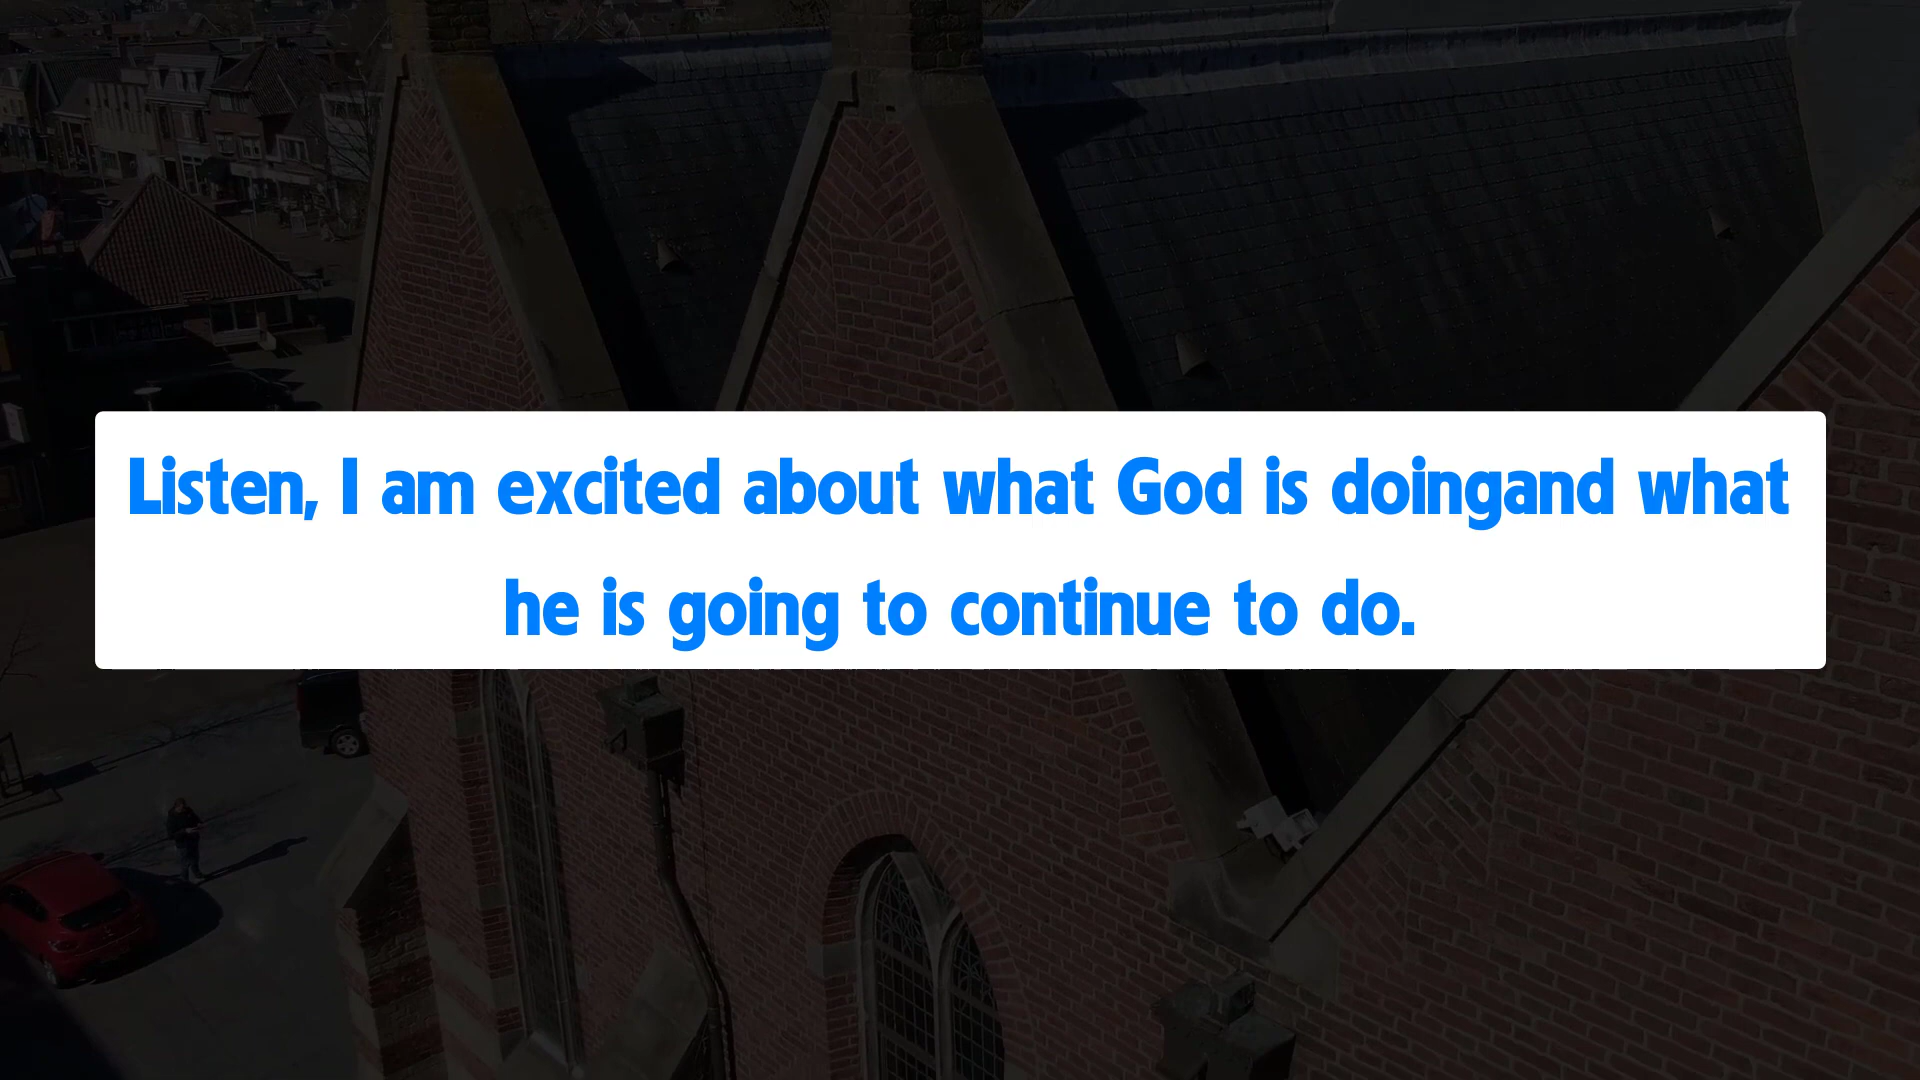 Listen, I am excited about what God is doingand what
he is going to continue to do.